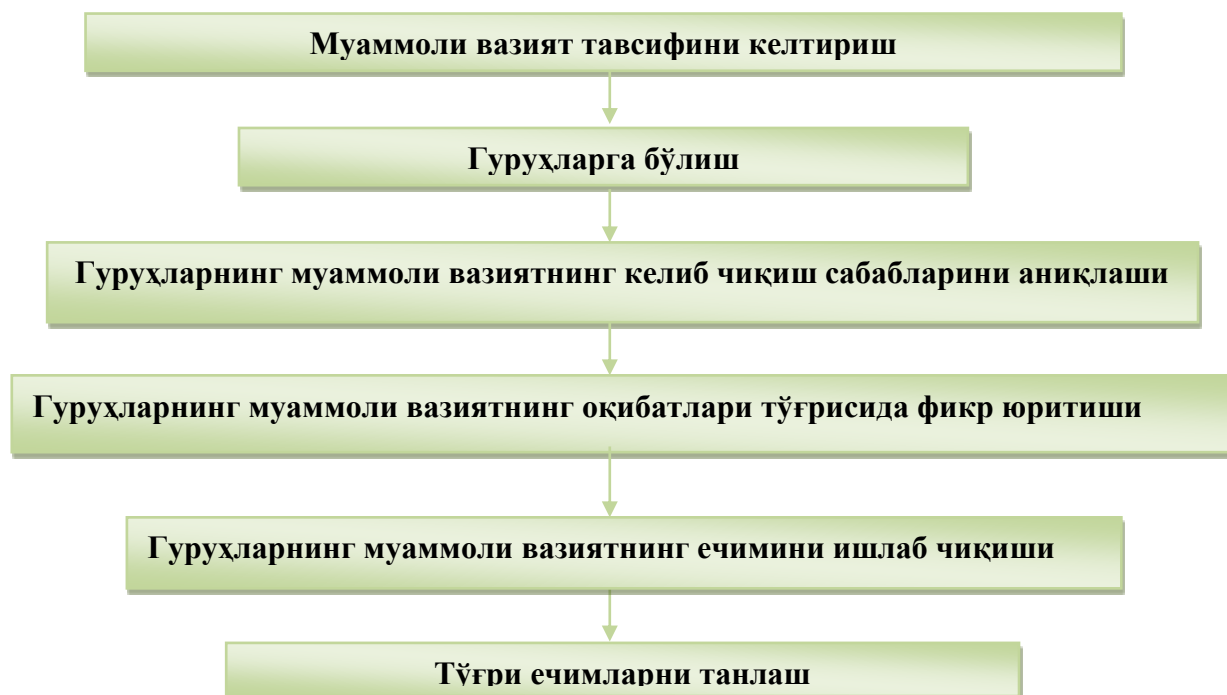 Муаммоли вазият тавсифини келтириш
Гуруҳларга бўлиш
Гуруҳларнинг муаммоли вазиятнинг келиб чиқиш сабабларини аниқлаши
Гуруҳларнинг муаммоли вазиятнинг оқибатлари тўғрисида фикр юритиши
Гуруҳларнинг муаммоли вазиятнинг ечимини ишлаб чиқиши
Тўғри ечимларни танлаш